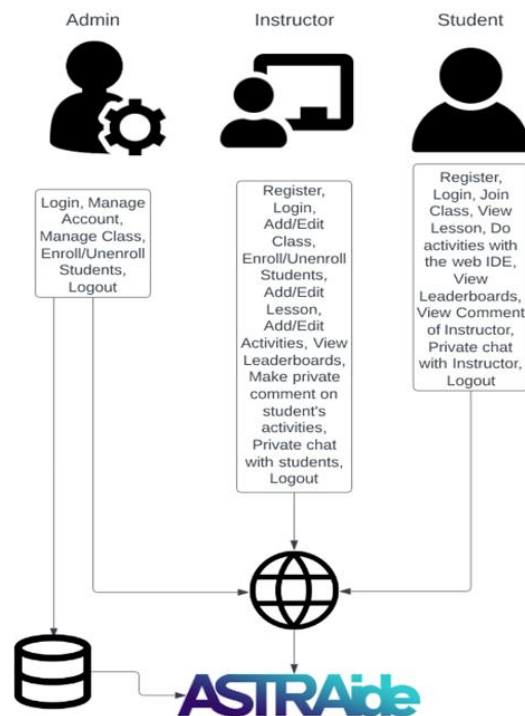 Admin
Instructor
Student
Login, Manage
Account,
Manage Class,
Enroll/Unenroll
Students,
Logout
Register,
Login,
Add/Edit
Class,
Enroll/Unenroll
Students,
Add/Edit
Lesson,
Add/Edit
Activities, View
Leaderboards,
Make private
comment on
student's
activities,
Private chat
with students,
Logout
Register,
Login, Join
Class, View
Lesson, Do
activities with
the web IDE,
View
Leaderboards,
View Comment
of Instructor,
Private chat
with Instructor,
Logout
ASTRAide